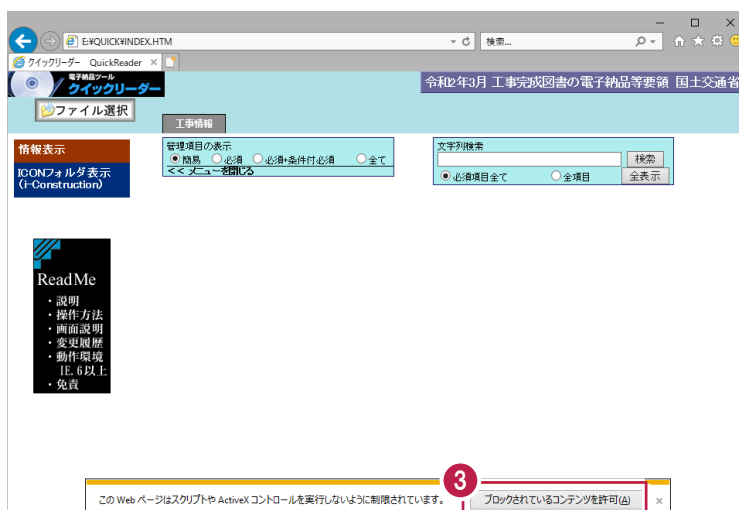 E:¥QUICK¥INDEX.HTM
検索...
クイックリーダー QuickReader
電子納品ツール
クイックリーダー
令和2年3月 工事完成図書の電子納品等要領 国土交通省
ファイル選択
工事情報
情報表示
ICONフォルダ表示
(i-Construction)
管理項目の表示
簡易 必須 必須+条件付必須 全て
<< メニューを閉じる
文字列検索
検索
必須項目全て 全項目 全表示
ReadMe
・説明
・操作方法
・画面説明
・変更履歴
・動作環境
IE.6以上
・免責
3
この Web ページはスクリプトや ActiveX コントロールを実行しないように制限されています。 ブロックされているコンテンツを許可(A) ×